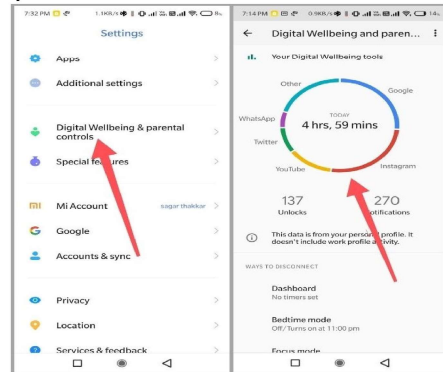 7:32 PM 1.1KB/s 8%
Settings
Apps
Additional settings
Digital Wellbeing & parental
controls
Special features
Mi Account sagar thakkar
Google
Accounts & sync
Privacy
Location
Services & feedback
7:14 PM 0.9KB/s 14%
Digital Wellbeing and paren...
Your Digital Wellbeing tools
Other
Google
WhatsApp
TODAY
4 hrs, 59 mins
Twitter
YouTube
Instagram
137 270
Unlocks Notifications
This data is from your personal profile. It
doesn't include work profile activity.
WAYS TO DISCONNECT
Dashboard
No timers set
Bedtime mode
Off/Turns on at 11:00 pm
Focus mode